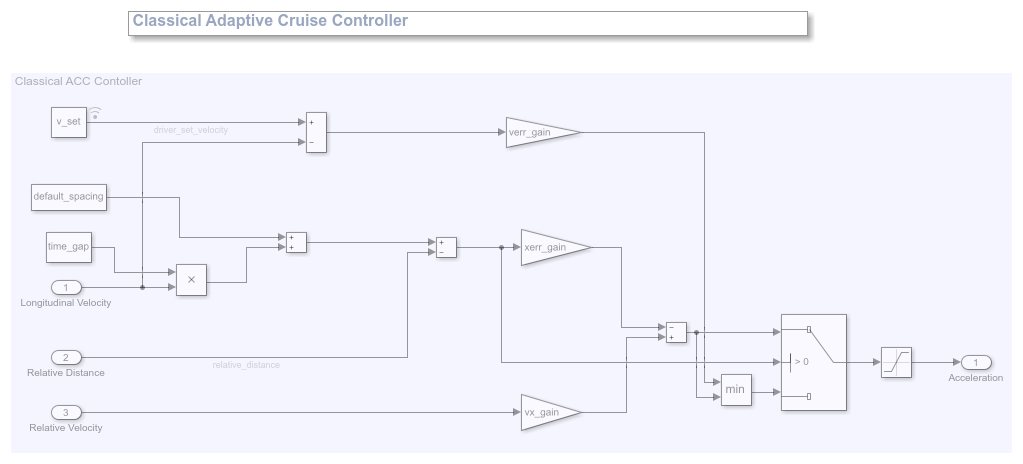 Classical Adaptive Cruise Controller
Classical ACC Contoller
v_set
driver_set_velocity
+
−
verr_gain
default_spacing
time_gap
+
+
+
−
xerr_gain
×
1
Longitudinal Velocity
−
+
2
Relative Distance
relative_distance
> 0
1
Acceleration
min
3
Relative Velocity
vx_gain